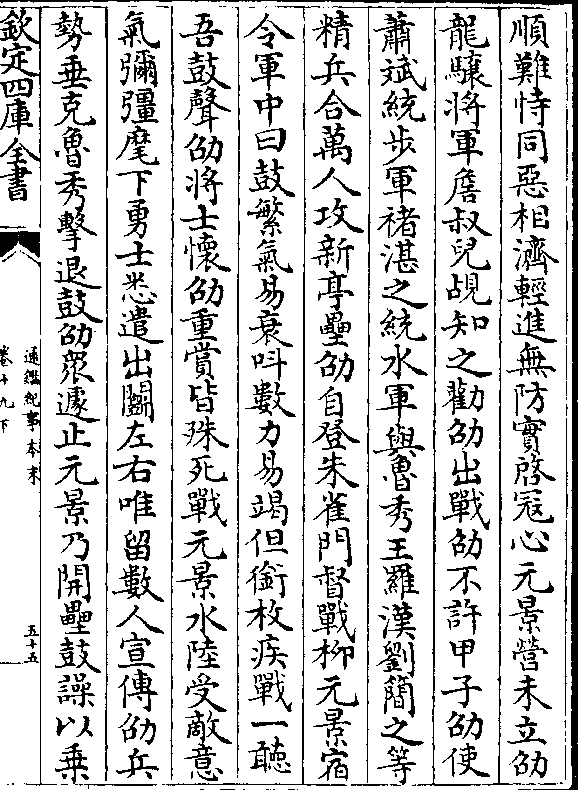 順難恃同惡相濟輕進無防實啓寇心元景營未立劭
龍驤將軍詹叔兒覘知之勸劭出戰劭不許甲子劭使
蕭斌統步軍褚湛之統水軍與魯秀王羅漢劉簡之等
精兵合萬人攻新亭壘劭自登朱雀門督戰柳元景宿
令軍中曰鼓繁氣易衰呌數力易竭但銜枚疾戰一聽
吾鼓聲劭將士懷劭重賞皆殊死戰元景水陸受敵意
氣彌彊麾下勇士悉遣出鬭左右唯留數人宣傳劭兵
勢垂克魯秀擊退鼓劭衆遽止元景乃開壘鼓譟以乗
欽定四庫全書
通鑑紀事本末
卷十九下
五十五